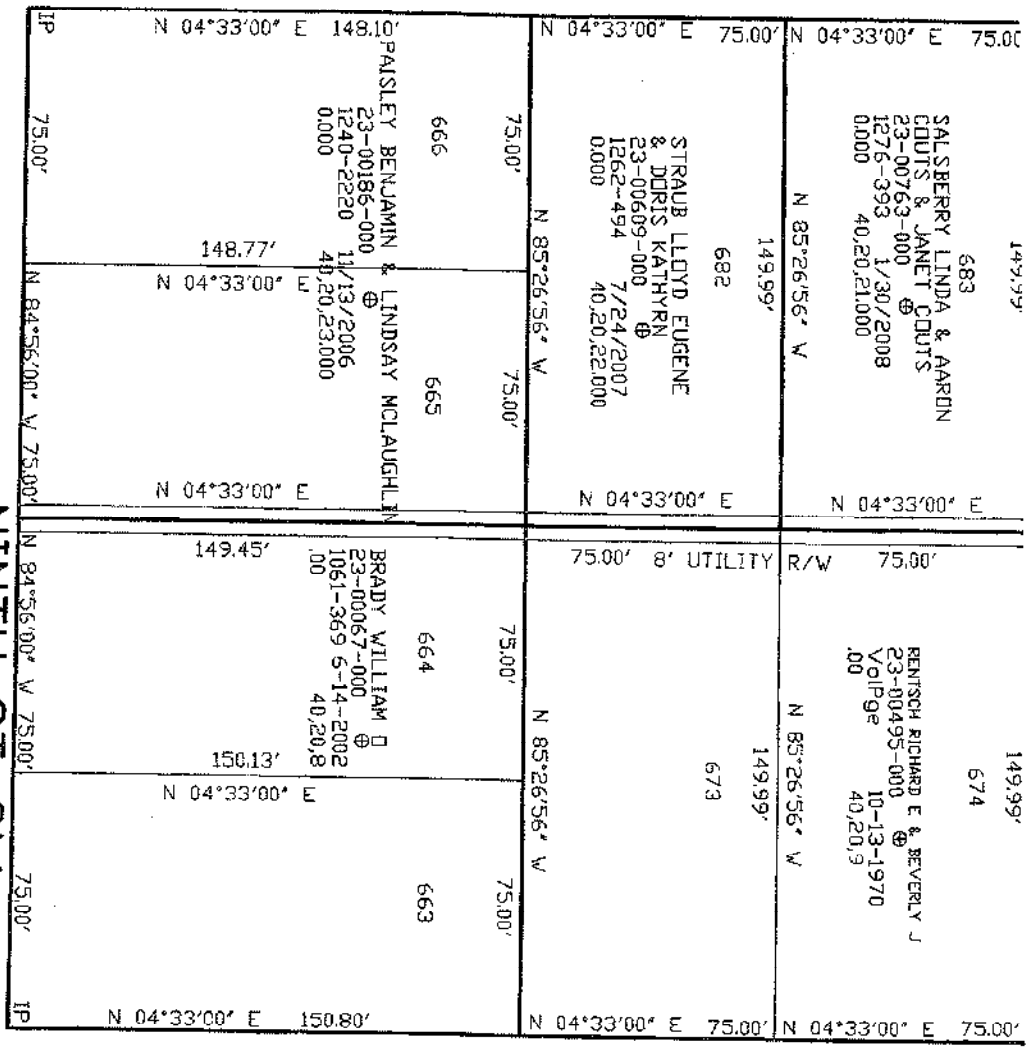 IP
N 04°33'00" E 148.10'
N 04°33'00" E 75.00'
N 04°33'00" E 75.00
75.00'
666
PAISLEY BENJAMIN & LINDSAY MCLAUGHLIN
23-00186-000 ⊕
1240-2220 11/13/2006
0.000 40,20,23.000
75.00'
148.77'
N 04°33'00" E
75.00'
665
N 04°33'00" E
N 84°56'00" W 75.00'
N 85°26'56" W
149.99'
682
STRAUB LLOYD EUGENE
& DORIS KATHYRN
23-00609-000 ⊕
1262-494 7/24/2007
0.000 40,20,22.000
N 04°33'00" E
N 85°26'56" W
149.99'
683
SALSBERRY LINDA & AARON
COUTS & JANET COUTS
23-00763-000 ⊕
1276-393 1/30/2008
0.000 40,20,21.000
N 04°33'00" E
75.00' 8' UTILITY R/W 75.00'
149.45'
75.00'
664
BRADY WILLIAM D
23-00067-000 ⊕
1061-369 6-14-2002
.00 40,20,8
N 84°56'00" W 75.00'
150.13'
N 04°33'00" E
75.00'
663
75.00'
N 85°26'56" W
149.99'
673
N 85°26'56" W
149.99'
674
RENTSCH RICHARD E & BEVERLY J
23-00495-000 ⊕
VolPge 10-13-1970
.00 40,20,9
IP
N 04°33'00" E 150.80'
N 04°33'00" E 75.00'
N 04°33'00" E 75.00'